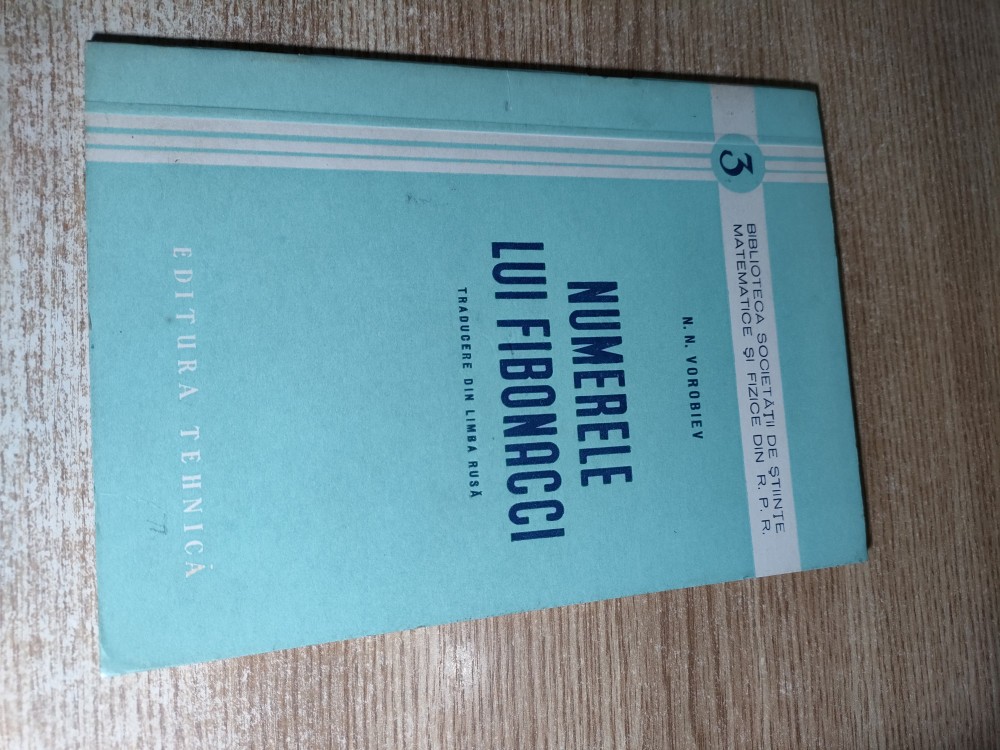 3
BIBLIOTECA SOCIETĂȚII DE ȘTIINȚE
MATEMATICE ȘI FIZICE DIN R. P. R.
N. N. VOROBIEV
NUMERELE
LUI FIBONACCI
TRADUCERE DIN LIMBA RUSĂ
EDITURA TEHNICĂ